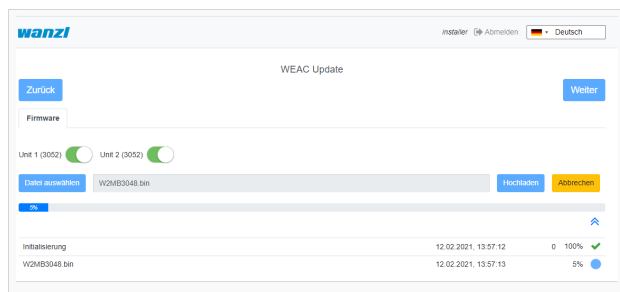 wanzl
installer Abmelden Deutsch
WEAC Update
Zurück Weiter
Firmware
Unit 1 (3052) Unit 2 (3052)
Datei auswählen W2MB3048.bin Hochladen Abbrechen
5%
Initialisierung 12.02.2021, 13:57:12 0 100%
W2MB3048.bin 12.02.2021, 13:57:13 5%